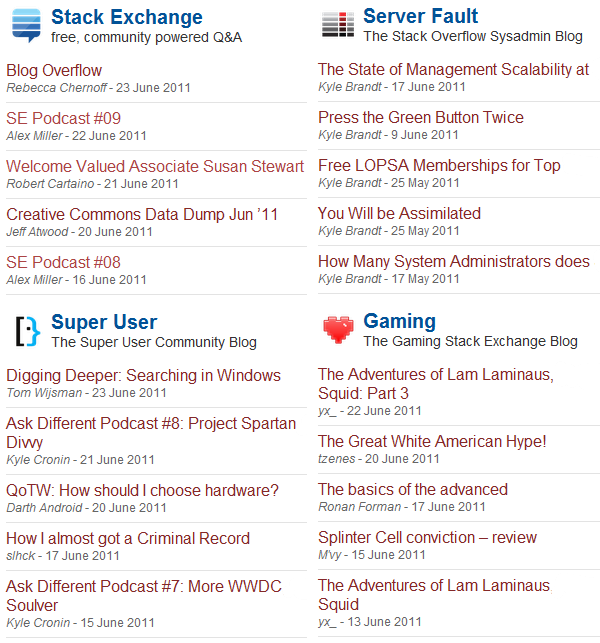 Stack Exchange
free, community powered Q&A
Blog Overflow
Rebecca Chernoff - 23 June 2011
SE Podcast #09
Alex Miller - 22 June 2011
Welcome Valued Associate Susan Stewart
Robert Cartaino - 21 June 2011
Creative Commons Data Dump Jun ’11
Jeff Atwood - 20 June 2011
SE Podcast #08
Alex Miller - 16 June 2011
Server Fault
The Stack Overflow Sysadmin Blog
The State of Management Scalability at
Kyle Brandt - 17 June 2011
Press the Green Button Twice
Kyle Brandt - 9 June 2011
Free LOPSA Memberships for Top
Kyle Brandt - 25 May 2011
You Will be Assimilated
Kyle Brandt - 25 May 2011
How Many System Administrators does
Kyle Brandt - 17 May 2011
Super User
The Super User Community Blog
Digging Deeper: Searching in Windows
Tom Wijsman - 23 June 2011
Ask Different Podcast #8: Project Spartan
Divvy
Kyle Cronin - 21 June 2011
QoTW: How should I choose hardware?
Darth Android - 20 June 2011
How I almost got a Criminal Record
slhck - 17 June 2011
Ask Different Podcast #7: More WWDC
Soulver
Kyle Cronin - 15 June 2011
Gaming
The Gaming Stack Exchange Blog
The Adventures of Lam Laminaus,
Squid: Part 3
yx_ - 22 June 2011
The Great White American Hype!
tzenes - 20 June 2011
The basics of the advanced
Ronan Forman - 17 June 2011
Splinter Cell conviction – review
M'vy - 15 June 2011
The Adventures of Lam Laminaus
Squid
yx_ - 13 June 2011